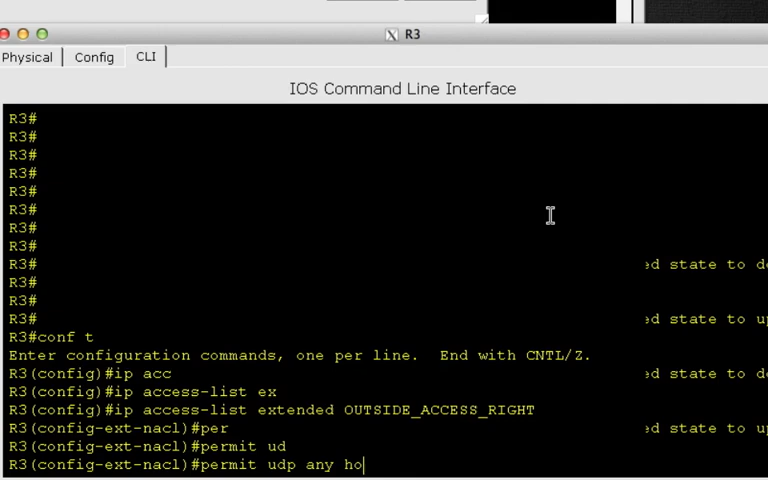 R3
Physical Config CLI
IOS Command Line Interface
R3#
R3#
R3#
R3#
R3#
R3#
R3#
R3#
R3#
ed state to
R3#
R3#
R3#
ed state to
R3#conf t
Enter configuration commands, one per line. End with CNTL/Z.
R3(config)#ip acc
ed state to
R3(config)#ip access-list ex
R3(config)#ip access-list extended OUTSIDE_ACCESS_RIGHT
R3(config-ext-nacl)#per
ed state to
R3(config-ext-nacl)#permit ud
R3(config-ext-nacl)#permit udp any ho